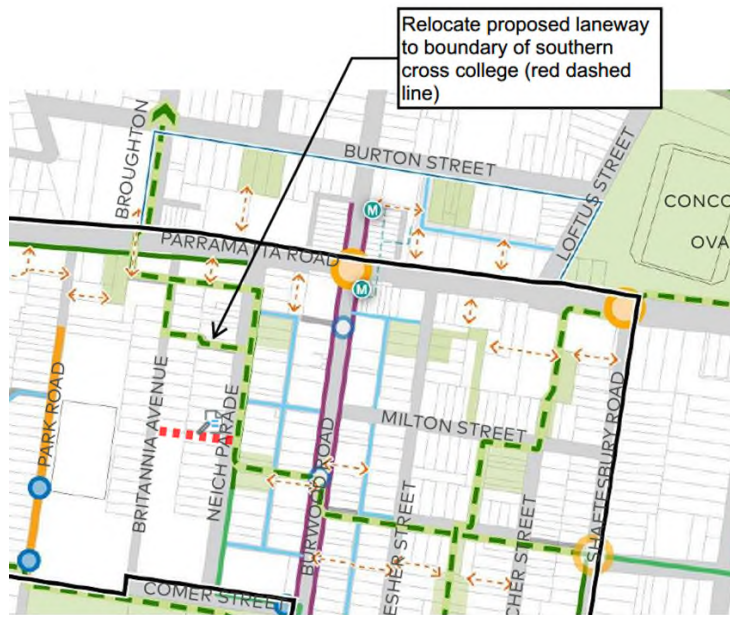 Relocate proposed laneway
to boundary of southern
cross college (red dashed
line)
BROUGHTON
BURTON STREET
LOFTUS STREET
CONCO
OVA
M
PARRAMATTA ROAD
M
PARK ROAD
BRITANNIA AVENUE
NEICH PARADE
BURWOOD ROAD
MILTON STREET
SHAFTESBURY ROAD
ESHER STREET
CHER STREET
COMER STREET